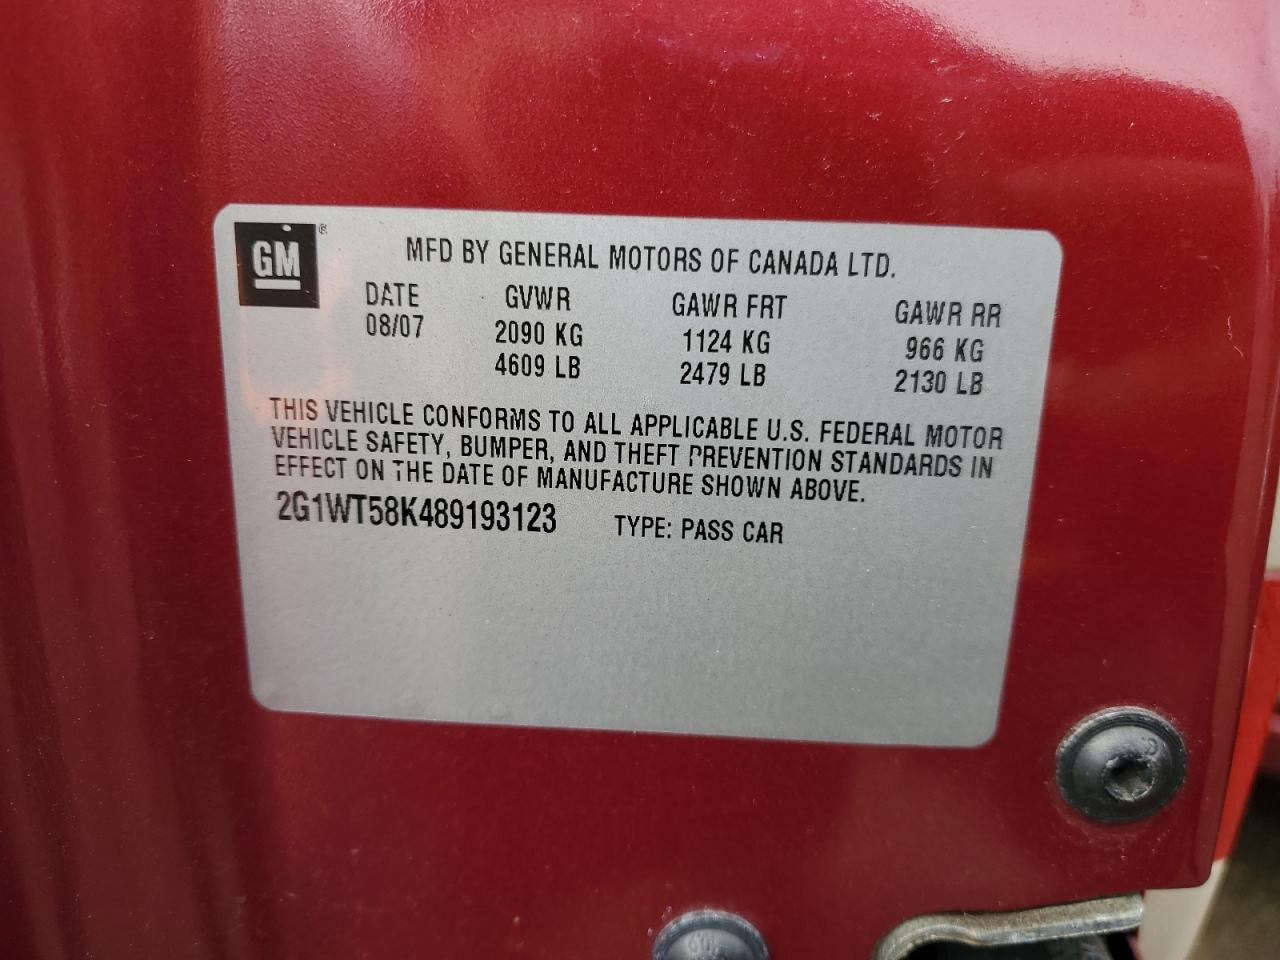 GM ®
MFD BY GENERAL MOTORS OF CANADA LTD.
DATE GVWR GAWR FRT GAWR RR
08/07 2090 KG 1124 KG 966 KG
4609 LB 2479 LB 2130 LB
THIS VEHICLE CONFORMS TO ALL APPLICABLE U.S. FEDERAL MOTOR
VEHICLE SAFETY, BUMPER, AND THEFT PREVENTION STANDARDS IN
EFFECT ON THE DATE OF MANUFACTURE SHOWN ABOVE.
2G1WT58K489193123 TYPE: PASS CAR